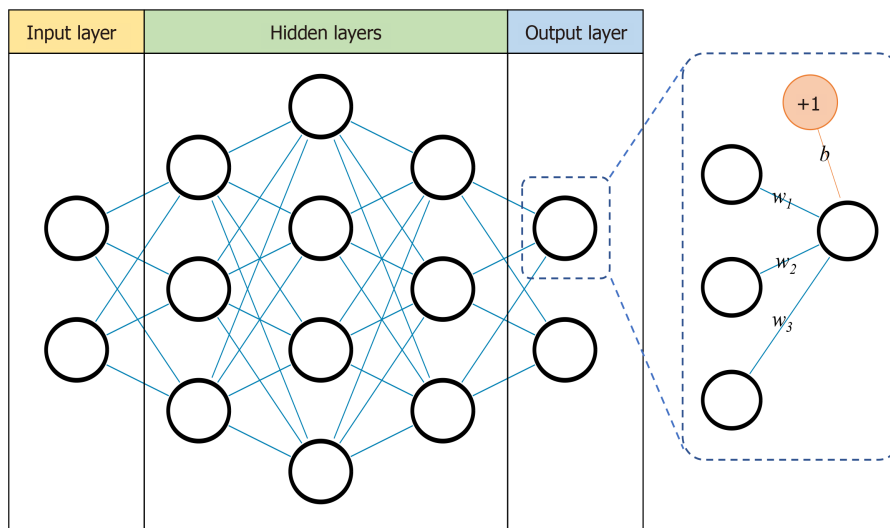 Input layer
Hidden layers
Output layer
+1
b
w1
w2
w3